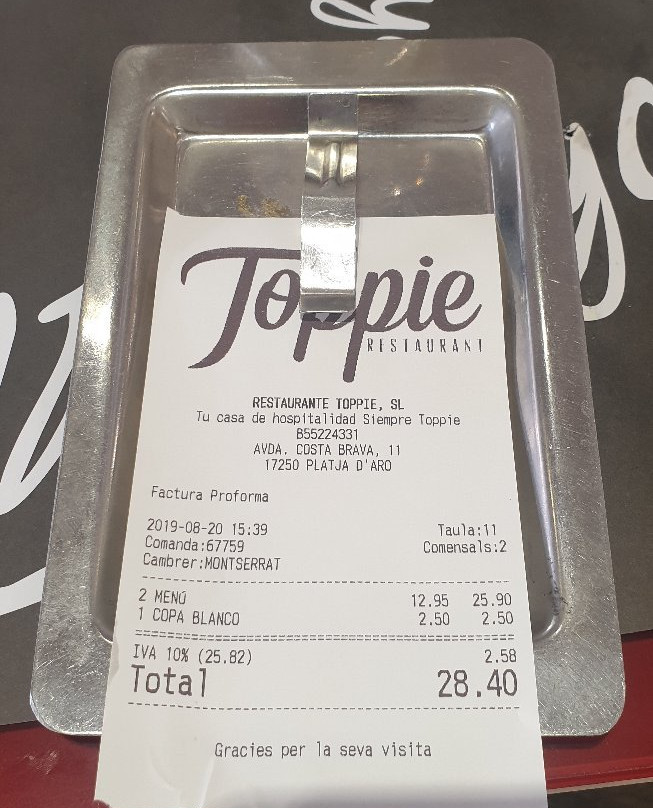 Toppie
RESTAURANT
RESTAURANTE TOPPIE, SL
Tu casa de hospitalidad Siempre Toppie
B55224331
AVDA. COSTA BRAVA, 11
17250 PLATJA D'ARO
Factura Proforma
2019-08-20 15:39 Taula:11
Comanda:67759 Comensals:2
Cambrer:MONTSERRAT
2 MENÚ 12.95 25.90
1 COPA BLANCO 2.50 2.50
IVA 10% (25.82) 2.58
Total 28.40
Gracies per la seva visita